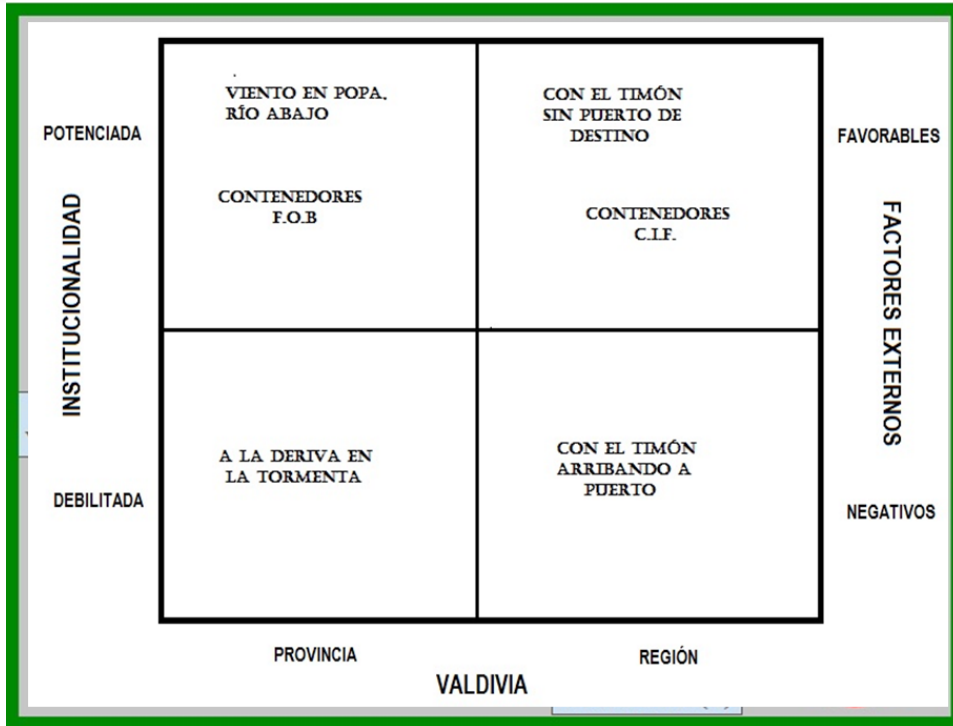 VIENTO EN POPA.
RÍO ABAJO
CON EL TIMÓN
SIN PUERTO DE
DESTINO
POTENCIADA
FAVORABLES
CONTENEDORES
F.O.B
CONTENEDORES
C.I.F.
INSTITUCIONALIDAD
FACTORES EXTERNOS
A LA DERIVA EN
LA TORMENTA
CON EL TIMÓN
ARRIBANDO A
PUERTO
DEBILITADA
NEGATIVOS
PROVINCIA
REGIÓN
VALDIVIA